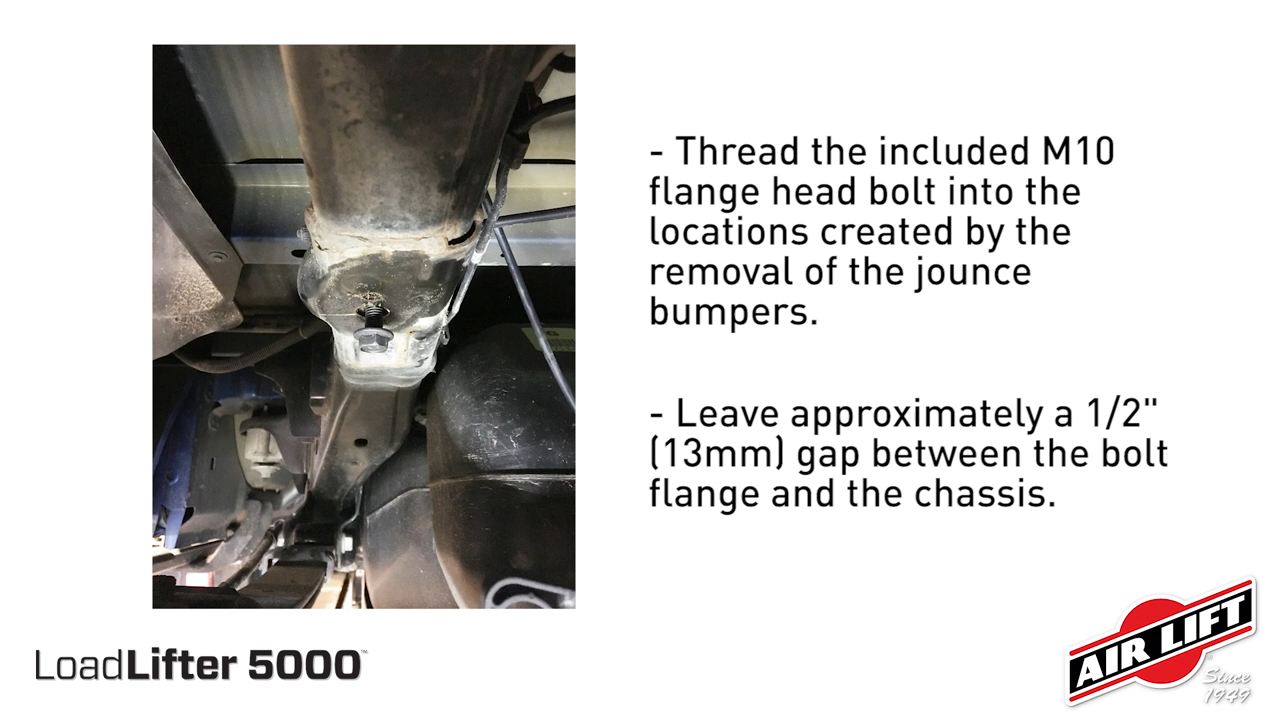 - Thread the included M10
flange head bolt into the
locations created by the
removal of the jounce
bumpers.
- Leave approximately a 1/2"
(13mm) gap between the bolt
flange and the chassis.
LoadLifter 5000™
AIR LIFT
Since
1949